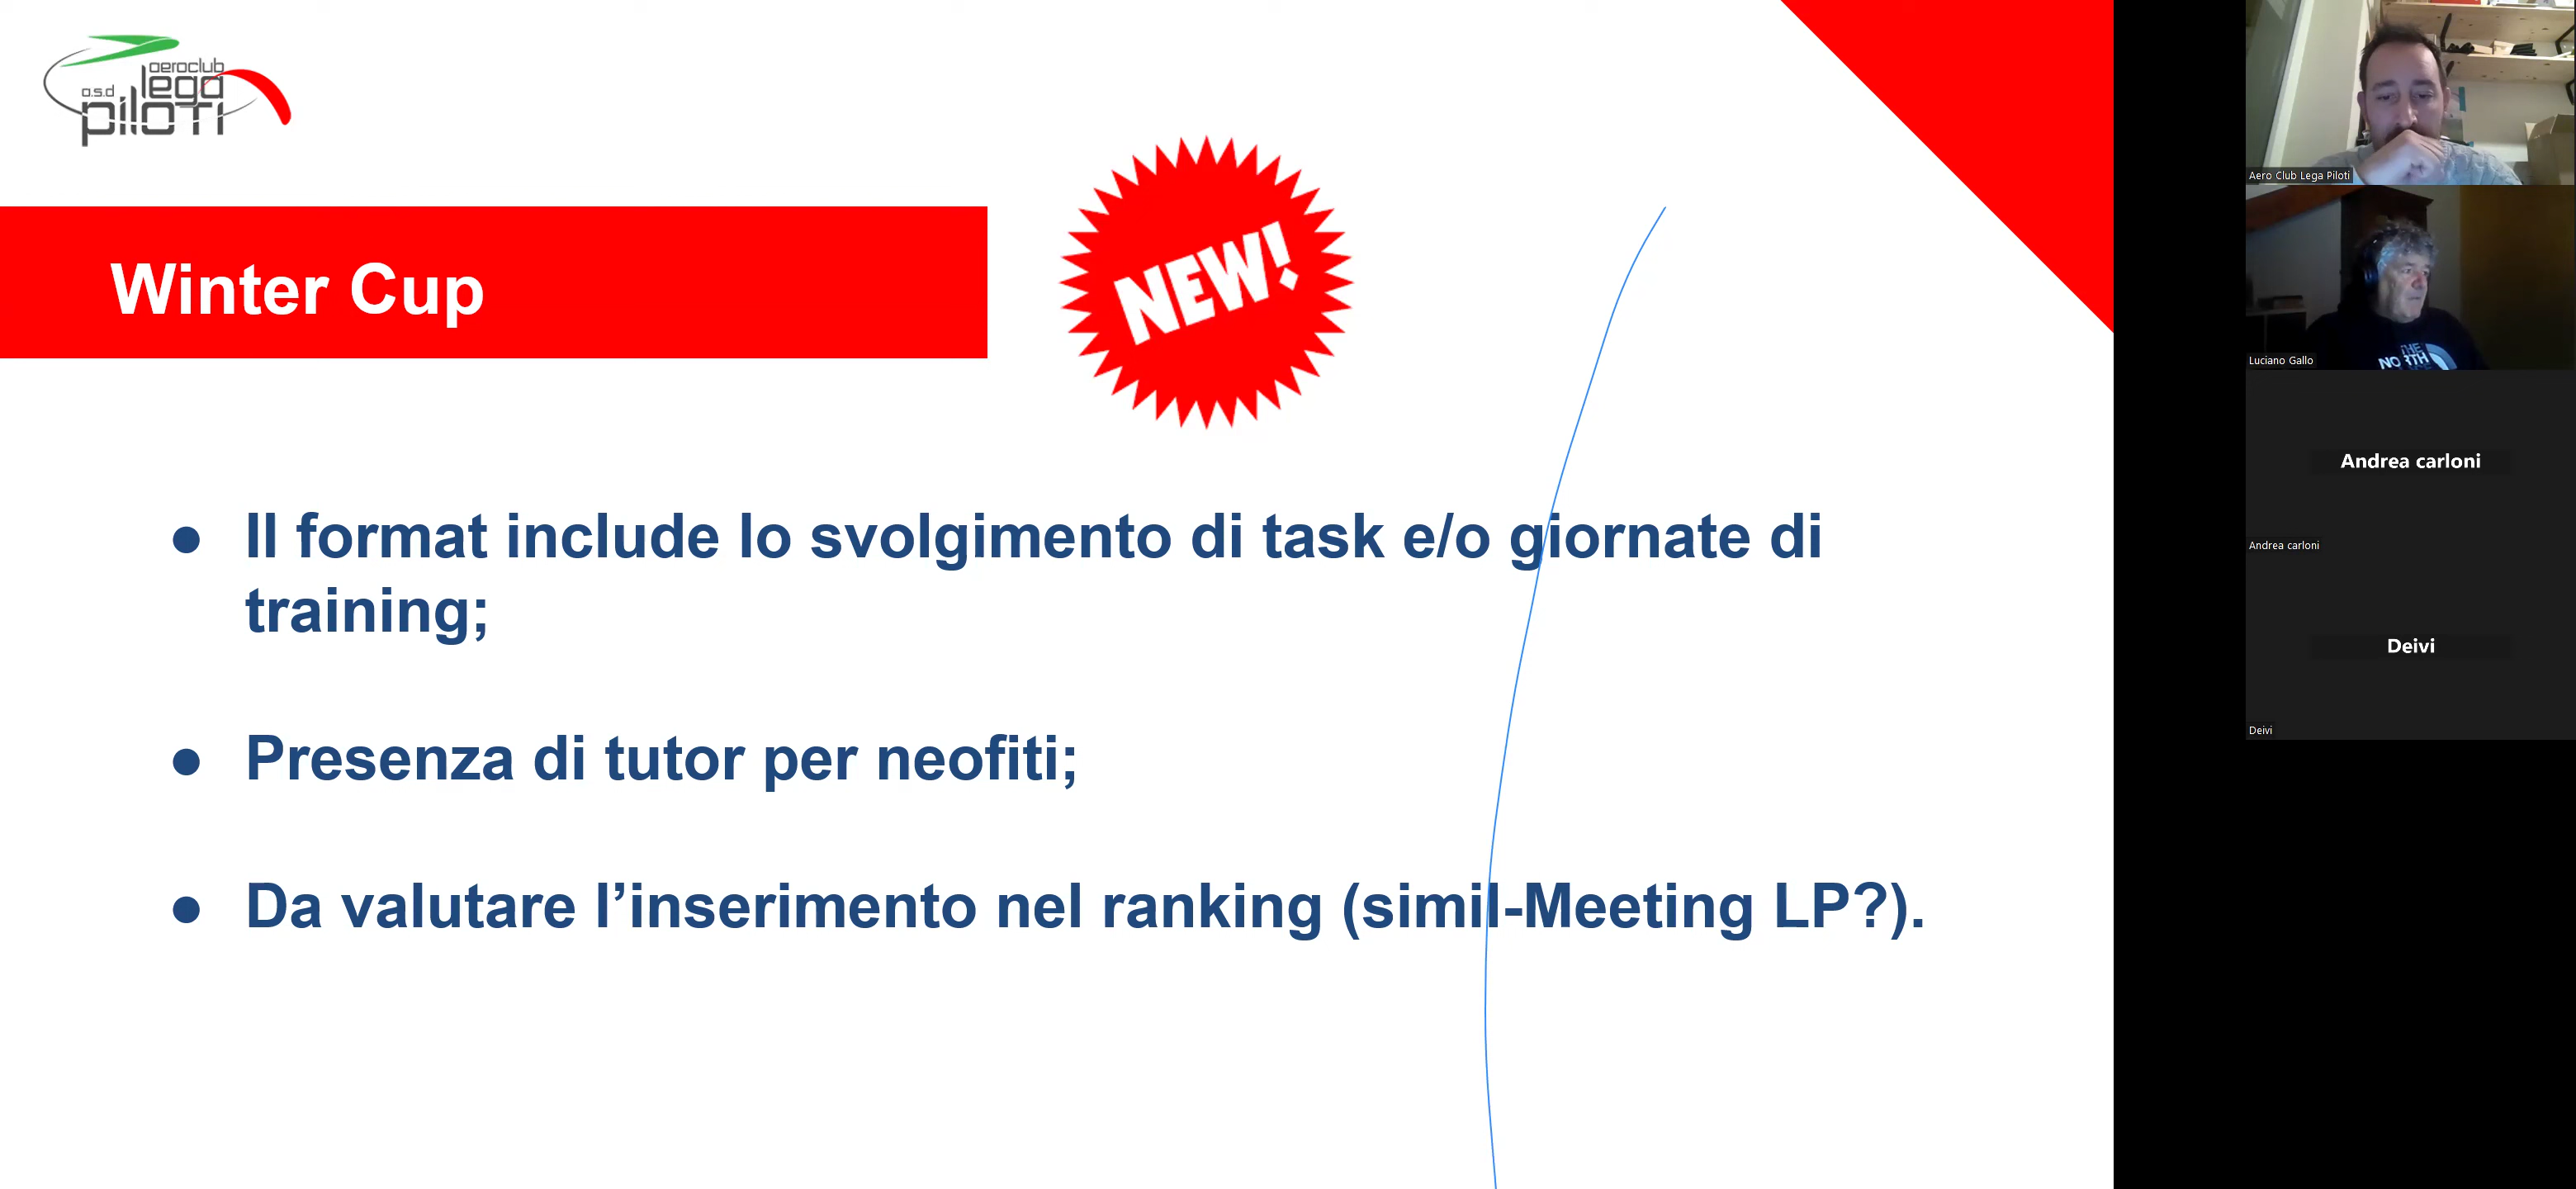 aeroclub
a.s.d lega
piloti
Winter Cup
NEW!
● Il format include lo svolgimento di task e/o giornate di
training;
● Presenza di tutor per neofiti;
● Da valutare l’inserimento nel ranking (simil-Meeting LP?).
Aero Club Lega Piloti
THE
NORTH
Luciano Gallo
Andrea carloni
Andrea carloni
Deivi
Deivi